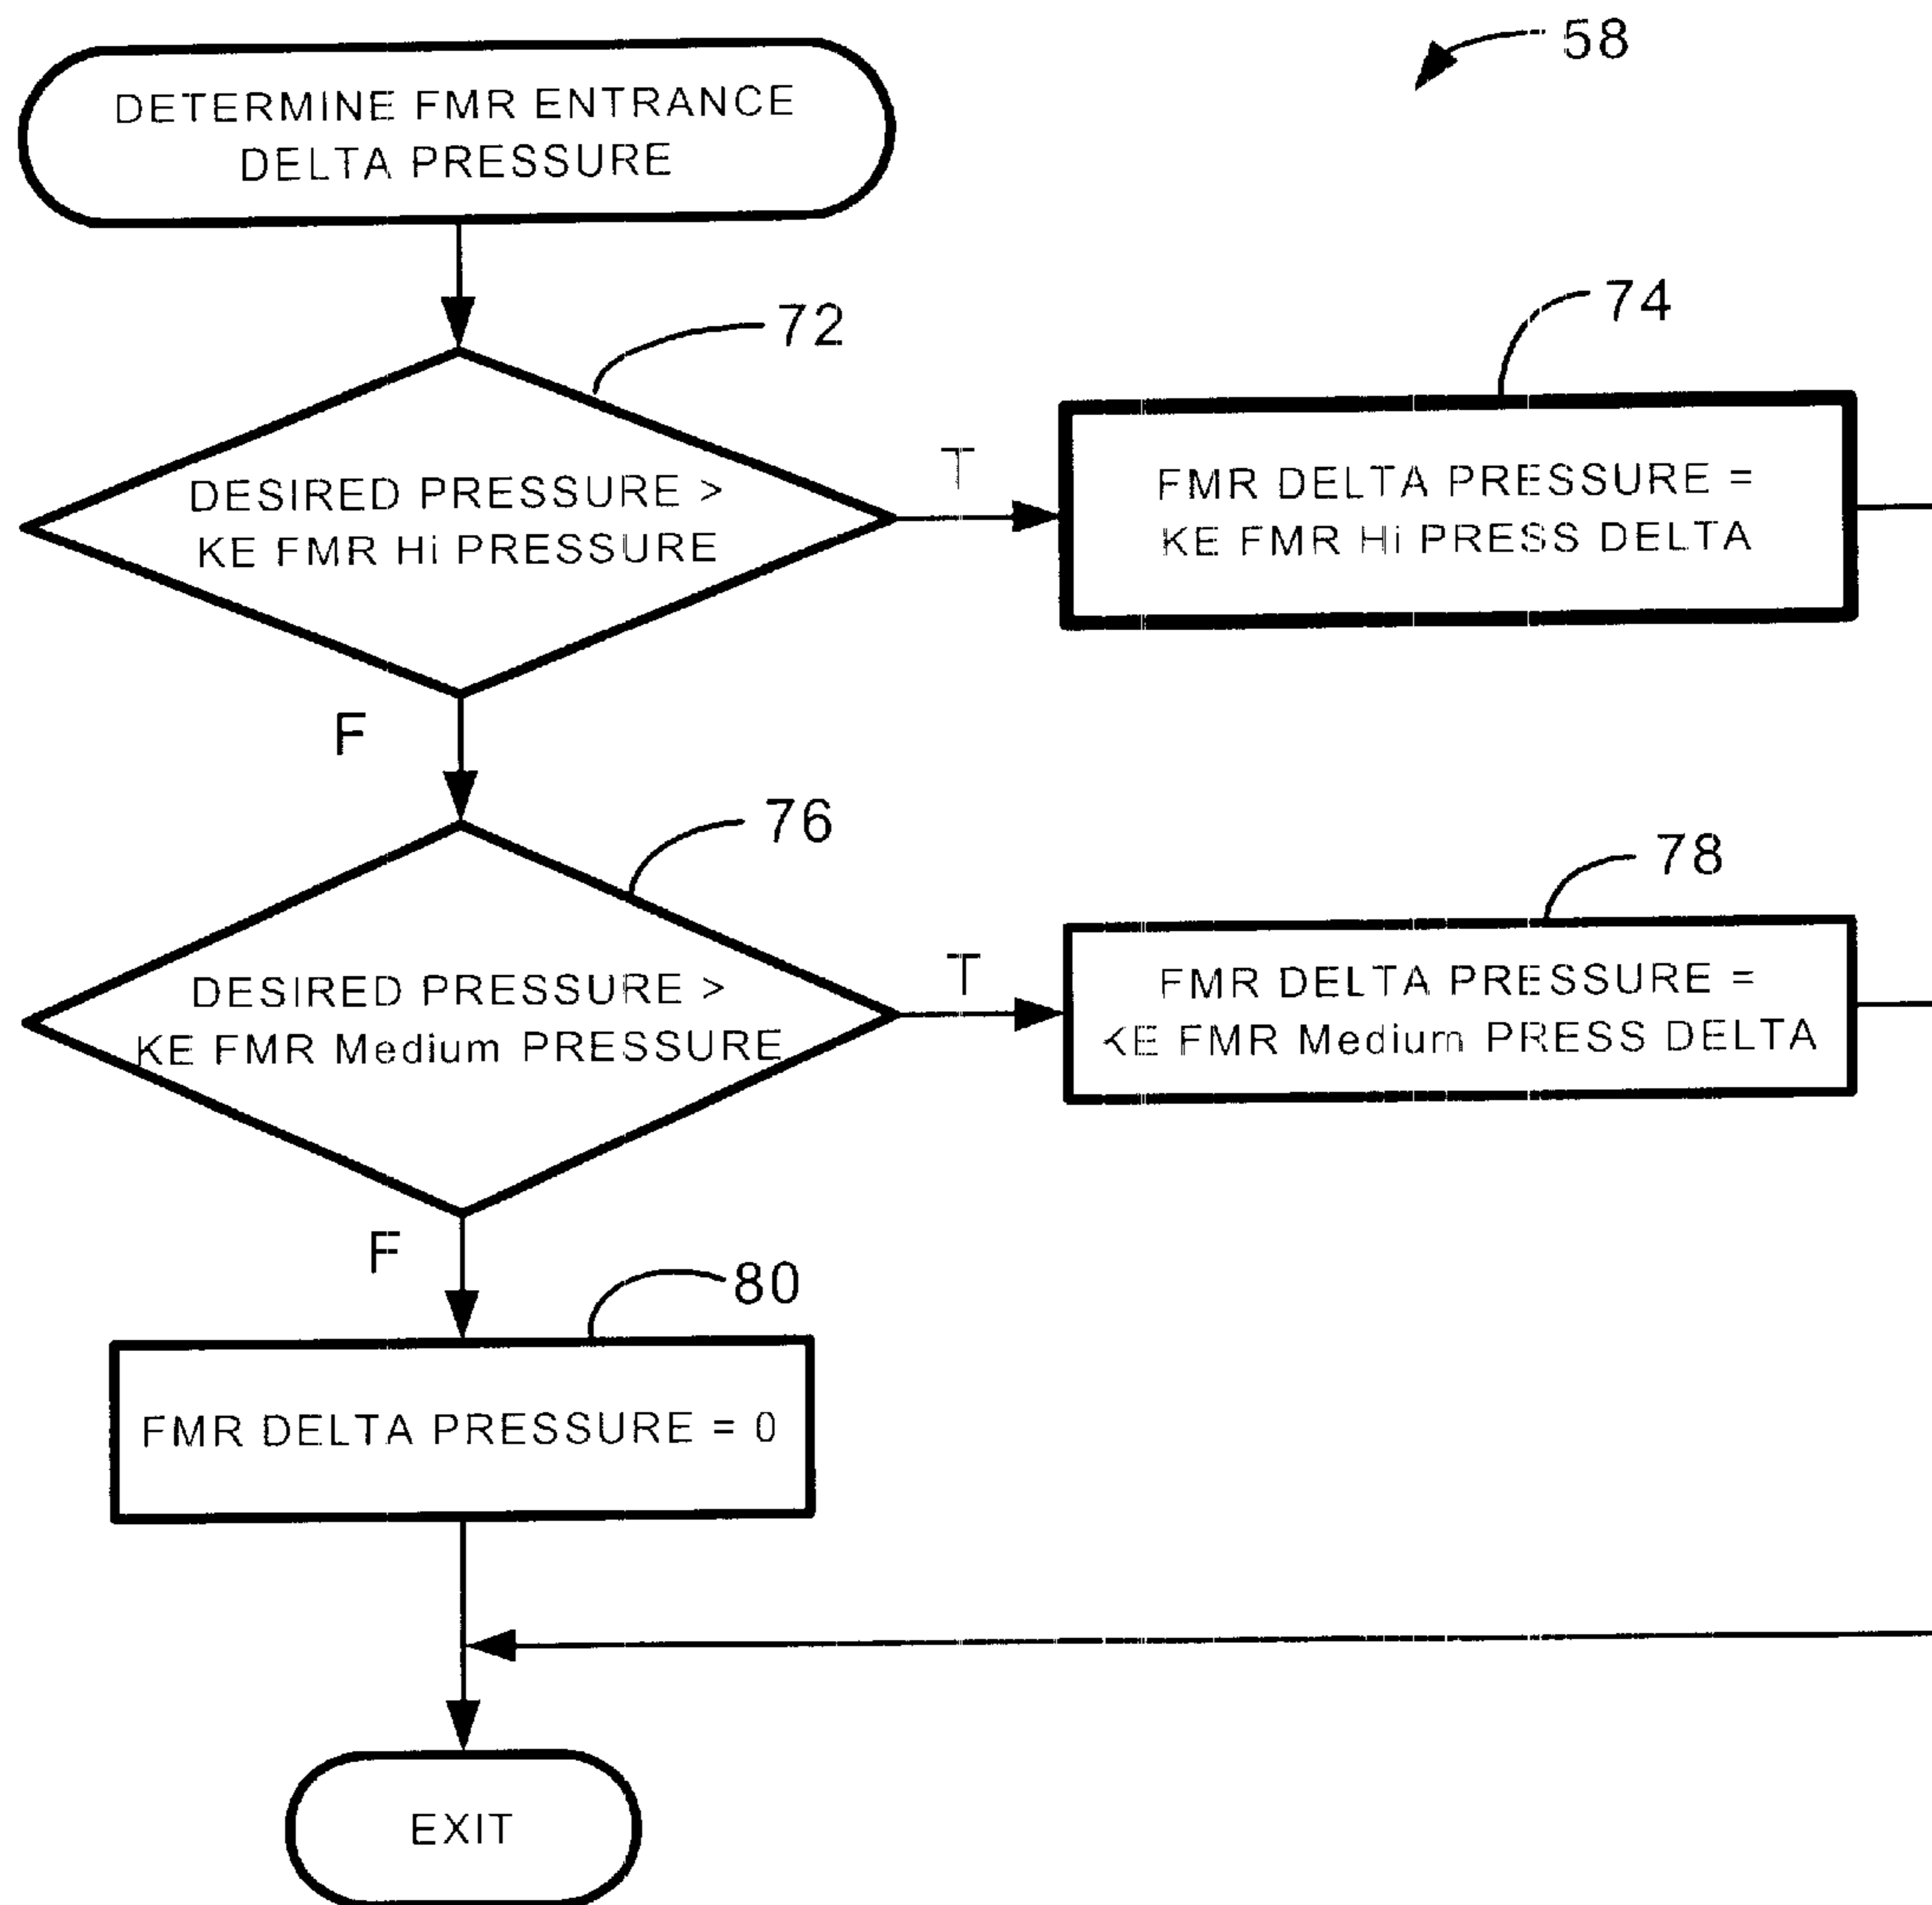 58
DETERMINE FMR ENTRANCE
DELTA PRESSURE
72
74
DESIRED PRESSURE >
KE FMR Hi PRESSURE
T
FMR DELTA PRESSURE =
KE FMR Hi PRESS DELTA
F
76
78
DESIRED PRESSURE >
KE FMR Medium PRESSURE
T
FMR DELTA PRESSURE =
KE FMR Medium PRESS DELTA
F
80
FMR DELTA PRESSURE = 0
EXIT